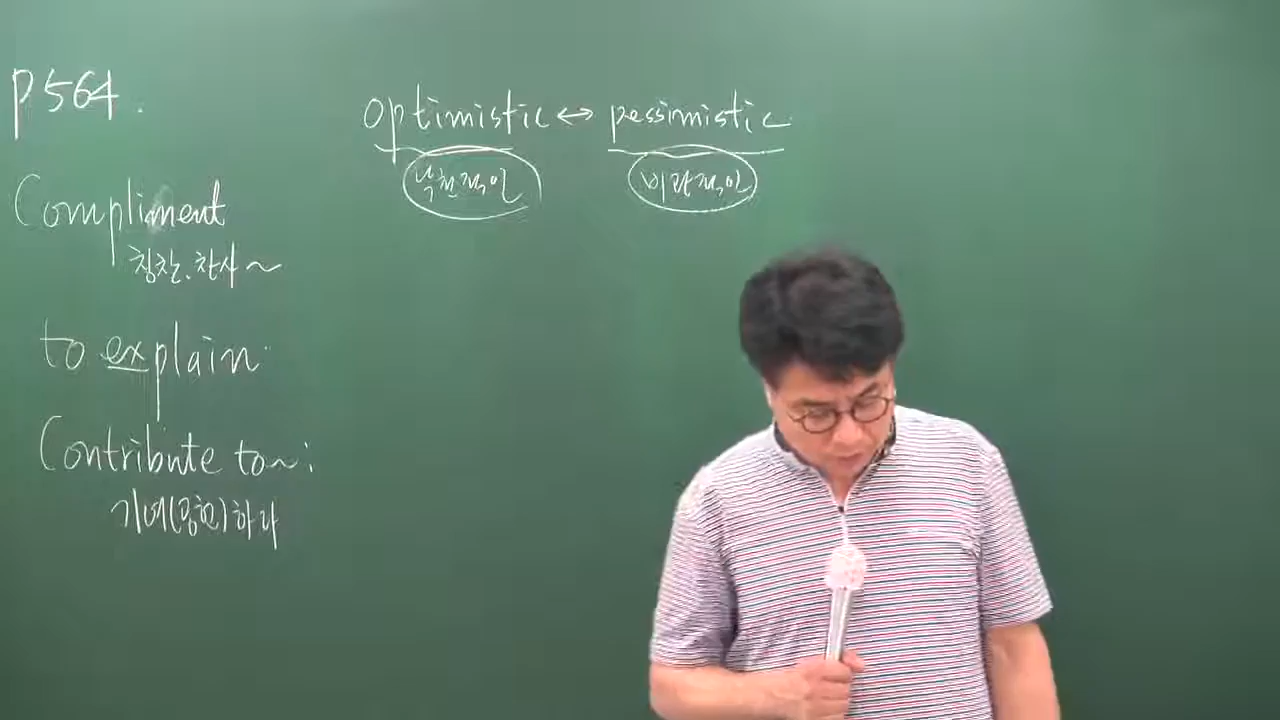 p564.
Compliment
칭찬.찬사~
to explain.
Contribute to~:
기여(공헌)하다
optimistic ↔ pessimistic
낙천적인 비관적인